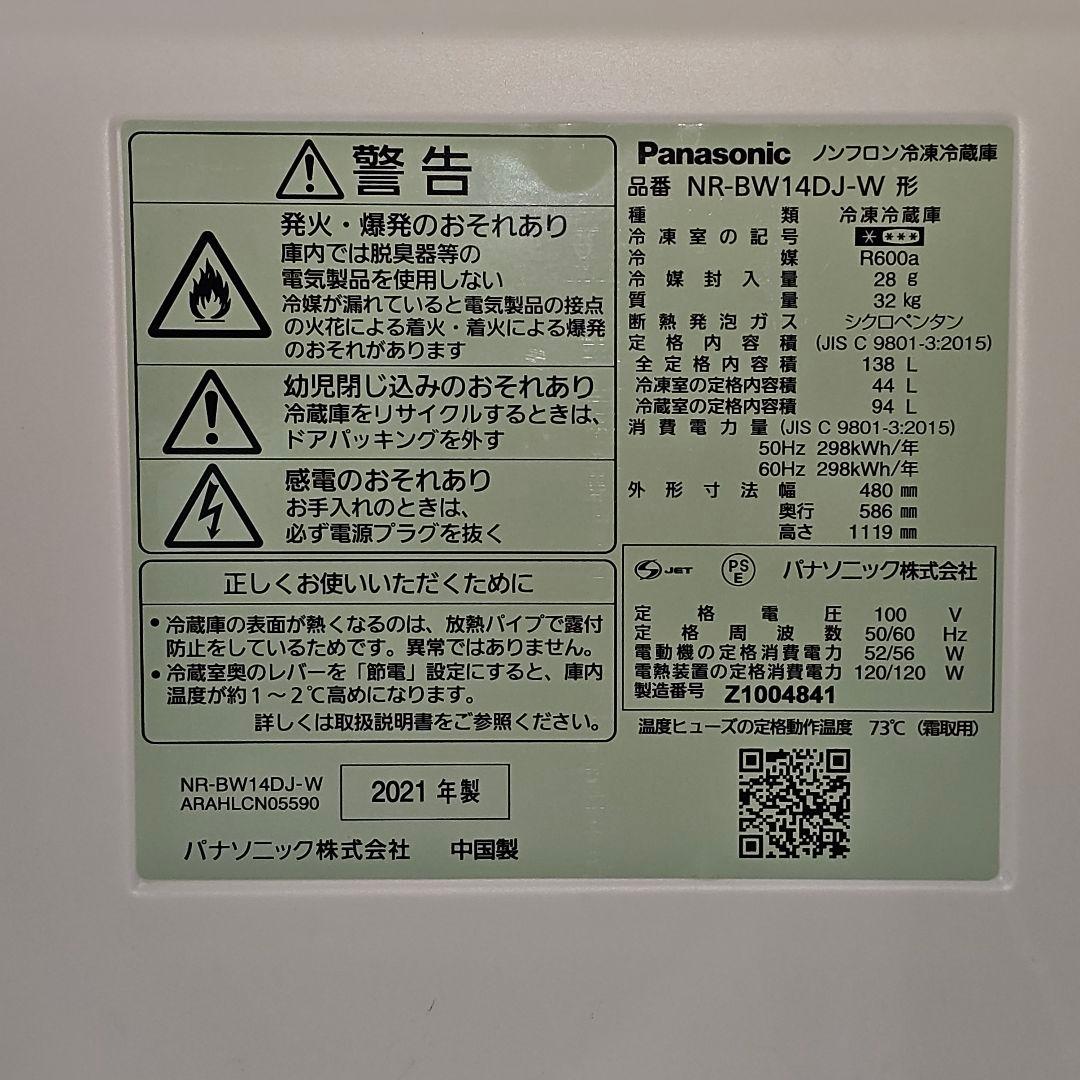 警告
発火・爆発のおそれあり
庫内では脱臭器等の
電気製品を使用しない
冷媒が漏れていると電気製品の接点
の火花による着火・着火による爆発
のおそれがあります
幼児閉じ込みのおそれあり
冷蔵庫をリサイクルするときは、
ドアパッキングを外す
感電のおそれあり
お手入れのときは、
必ず電源プラグを抜く
正しくお使いいただくために
• 冷蔵庫の表面が熱くなるのは、放熱パイプで露付
防止をしているためです。異常ではありません。
• 冷蔵室奥のレバーを「節電」設定にすると、庫内
温度が約1～2℃高めになります。
詳しくは取扱説明書をご参照ください。
NR-BW14DJ-W
ARAHLCN05590
2021 年製
パナソニック株式会社 中国製
Panasonic ノンフロン冷凍冷蔵庫
品番 NR-BW14DJ-W 形
種類 冷凍冷蔵庫
冷凍室の記号 * ***
冷媒 R600a
冷媒封入量 28 g
質量 32 kg
断熱発泡ガス シクロペンタン
定格内容積 (JIS C 9801-3:2015)
全定格内容積 138 L
冷凍室の定格内容積 44 L
冷蔵室の定格内容積 94 L
消費電力量 (JIS C 9801-3:2015)
50Hz 298kWh/年
60Hz 298kWh/年
外形寸法 幅 480 mm
奥行 586 mm
高さ 1119 mm
S JET PS E パナソニック株式会社
定格電圧 100 V
定格周波数 50/60 Hz
電動機の定格消費電力 52/56 W
電熱装置の定格消費電力 120/120 W
製造番号 Z1004841
温度ヒューズの定格動作温度 73℃（霜取用）